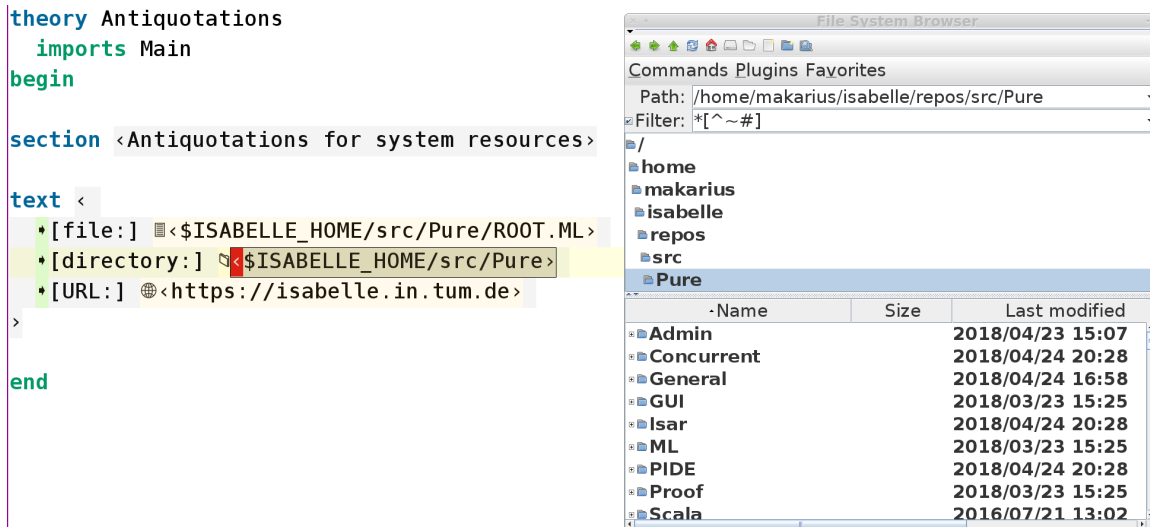 theory Antiquotations
imports Main
begin
section ‹Antiquotations for system resources›
text ‹
➧[file:] ‹$ISABELLE_HOME/src/Pure/ROOT.ML›
➧[directory:] ‹$ISABELLE_HOME/src/Pure›
➧[URL:] ‹https://isabelle.in.tum.de›
›
end
File System Browser
Commands Plugins Favorites
Path: /home/makarius/isabelle/repos/src/Pure
Filter: *[^~#]
/
home
makarius
isabelle
repos
src
Pure
Name Size Last modified
Admin 2018/04/23 15:07
Concurrent 2018/04/24 20:28
General 2018/04/24 16:58
GUI 2018/03/23 15:25
Isar 2018/04/24 20:28
ML 2018/03/23 15:25
PIDE 2018/04/24 20:28
Proof 2018/03/23 15:25
Scala 2016/07/21 13:02